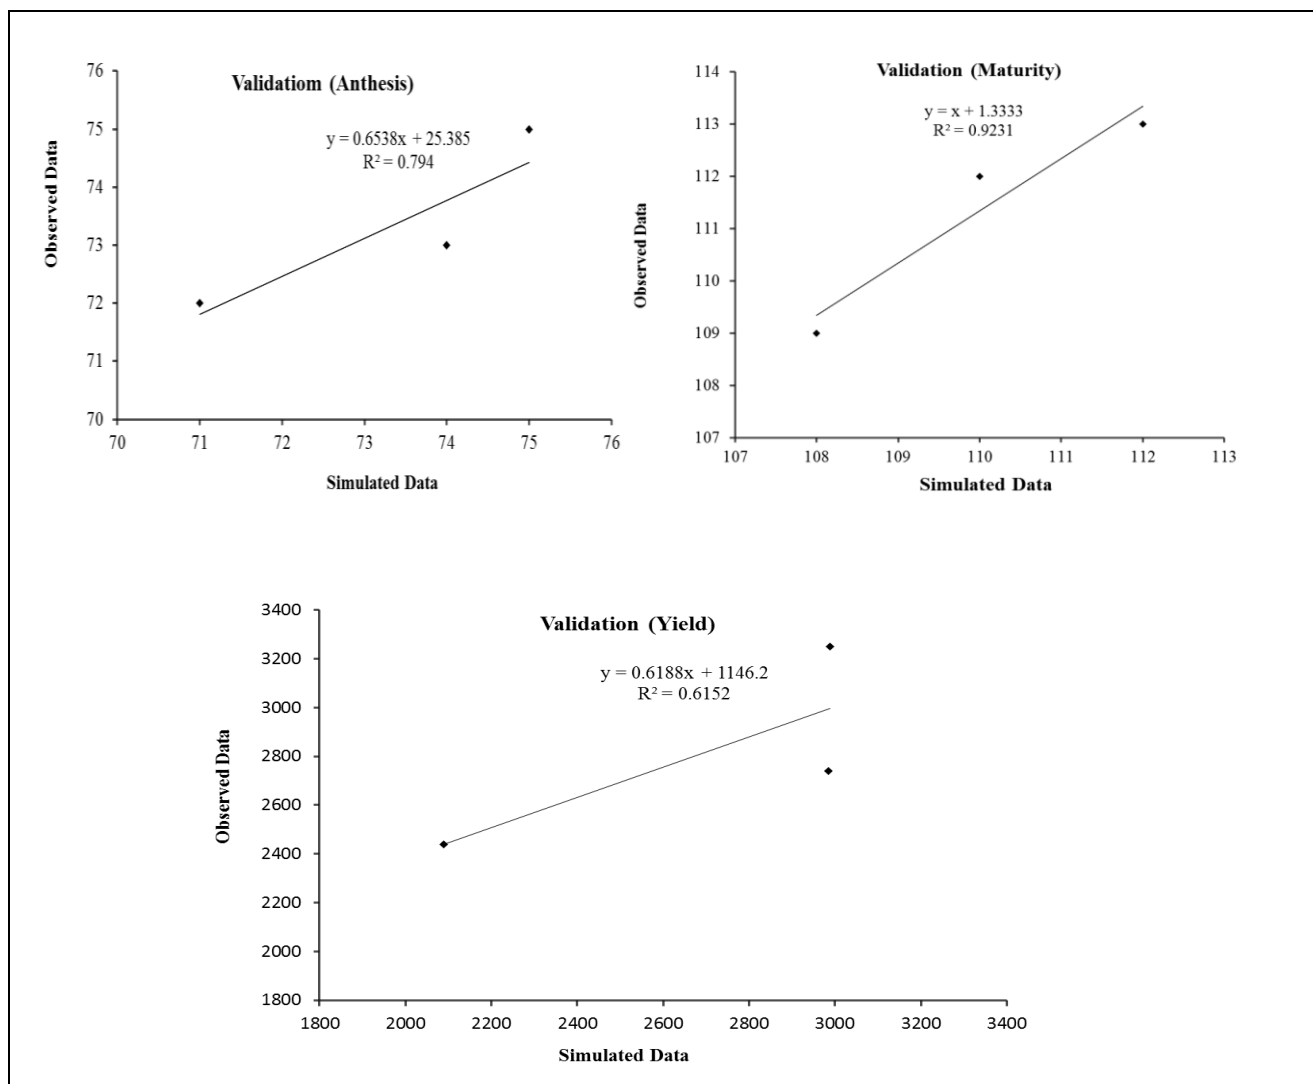 Validatiom (Anthesis)
y = 0.6538x + 25.385
R² = 0.794
Observed Data
76
75
74
73
72
71
70
70 71 72 73 74 75 76
Simulated Data
Validation (Maturity)
y = x + 1.3333
R² = 0.9231
Observed Data
114
113
112
111
110
109
108
107
107 108 109 110 111 112 113
Simulated Data
Validation (Yield)
y = 0.6188x + 1146.2
R² = 0.6152
Observed Data
3400
3200
3000
2800
2600
2400
2200
2000
1800
1800 2000 2200 2400 2600 2800 3000 3200 3400
Simulated Data